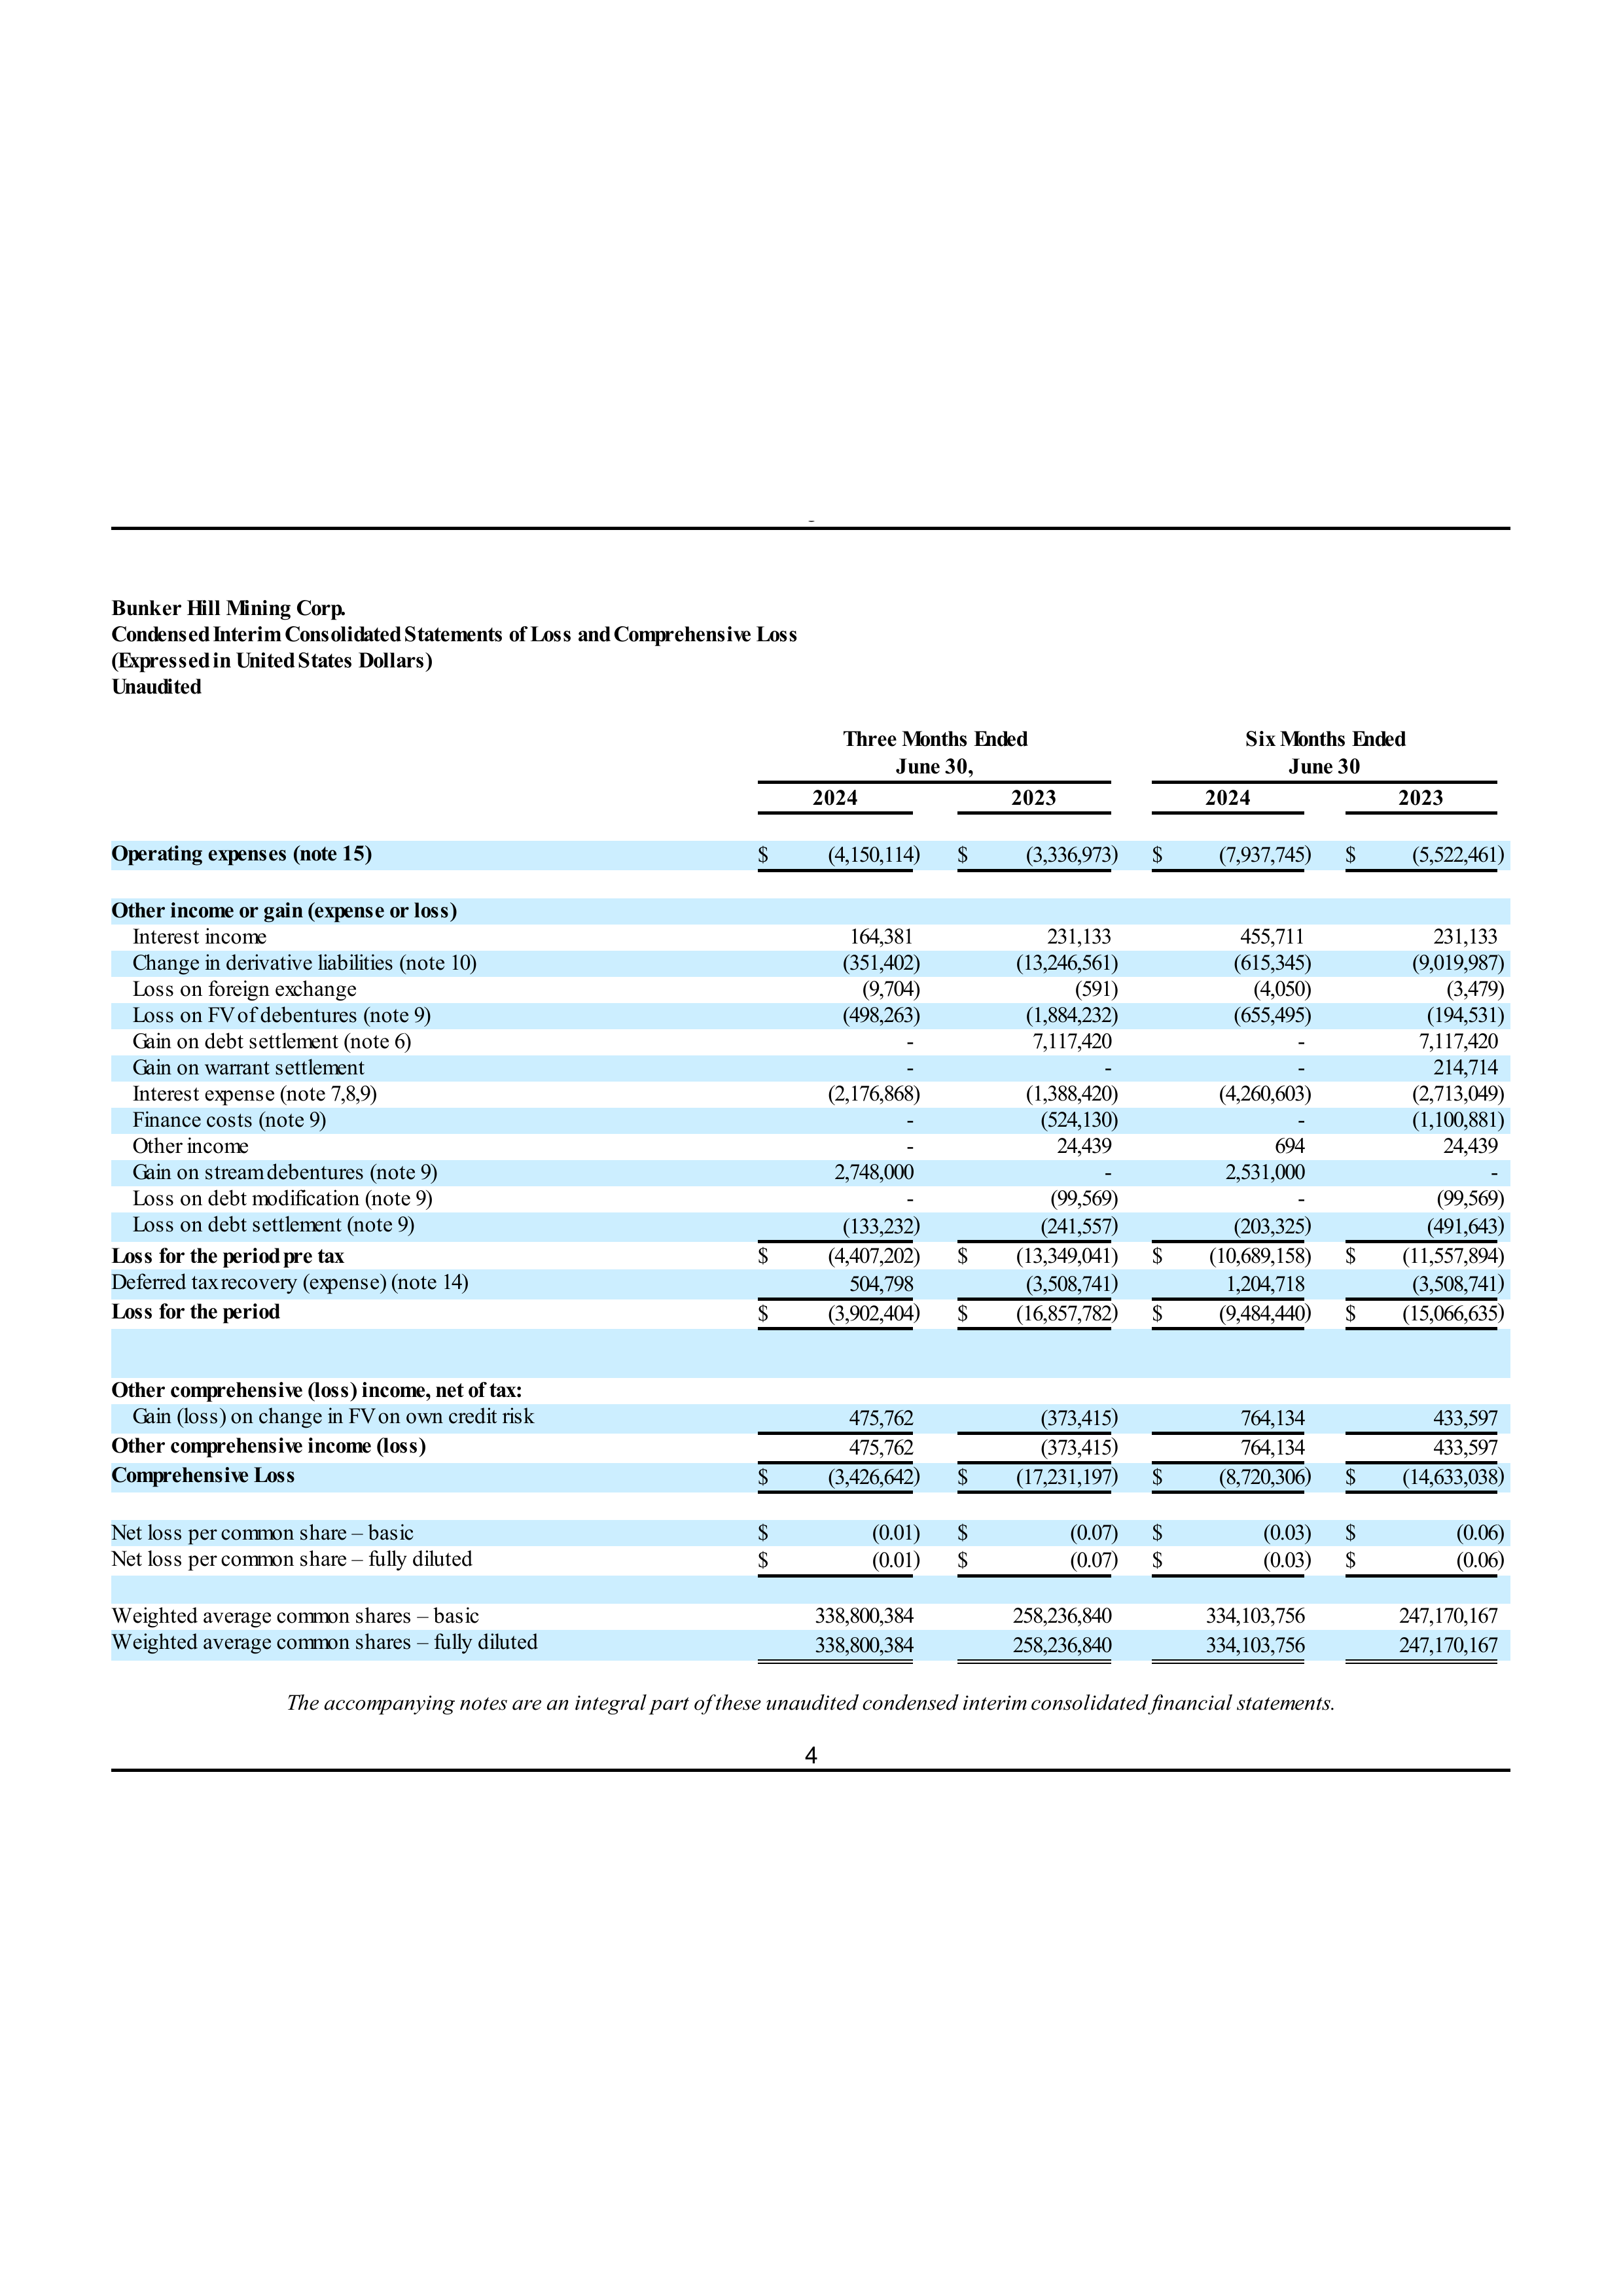 -
Bunker Hill Mining Corp.
Condensed Interim Consolidated Statements of Loss and Comprehensive Loss
(Expressed in United States Dollars)
Unaudited
Three Months Ended Six Months Ended
June 30, June 30
2024 2023 2024 2023
Operating expenses (note 15) $ (4,150,114) $ (3,336,973) $ (7,937,745) $ (5,522,461)
Other income or gain (expense or loss)
Interest income 164,381 231,133 455,711 231,133
Change in derivative liabilities (note 10) (351,402) (13,246,561) (615,345) (9,019,987)
Loss on foreign exchange (9,704) (591) (4,050) (3,479)
Loss on FV of debentures (note 9) (498,263) (1,884,232) (655,495) (194,531)
Gain on debt settlement (note 6) - 7,117,420 - 7,117,420
Gain on warrant settlement - - - 214,714
Interest expense (note 7,8,9) (2,176,868) (1,388,420) (4,260,603) (2,713,049)
Finance costs (note 9) - (524,130) - (1,100,881)
Other income - 24,439 694 24,439
Gain on stream debentures (note 9) 2,748,000 - 2,531,000 -
Loss on debt modification (note 9) - (99,569) - (99,569)
Loss on debt settlement (note 9) (133,232) (241,557) (203,325) (491,643)
Loss for the period pre tax $ (4,407,202) $ (13,349,041) $ (10,689,158) $ (11,557,894)
Deferred tax recovery (expense) (note 14) 504,798 (3,508,741) 1,204,718 (3,508,741)
Loss for the period $ (3,902,404) $ (16,857,782) $ (9,484,440) $ (15,066,635)
Other comprehensive (loss) income, net of tax:
Gain (loss) on change in FV on own credit risk 475,762 (373,415) 764,134 433,597
Other comprehensive income (loss) 475,762 (373,415) 764,134 433,597
Comprehensive Loss $ (3,426,642) $ (17,231,197) $ (8,720,306) $ (14,633,038)
Net loss per common share – basic $ (0.01) $ (0.07) $ (0.03) $ (0.06)
Net loss per common share – fully diluted $ (0.01) $ (0.07) $ (0.03) $ (0.06)
Weighted average common shares – basic 338,800,384 258,236,840 334,103,756 247,170,167
Weighted average common shares – fully diluted 338,800,384 258,236,840 334,103,756 247,170,167
The accompanying notes are an integral part of these unaudited condensed interim consolidated financial statements.
4